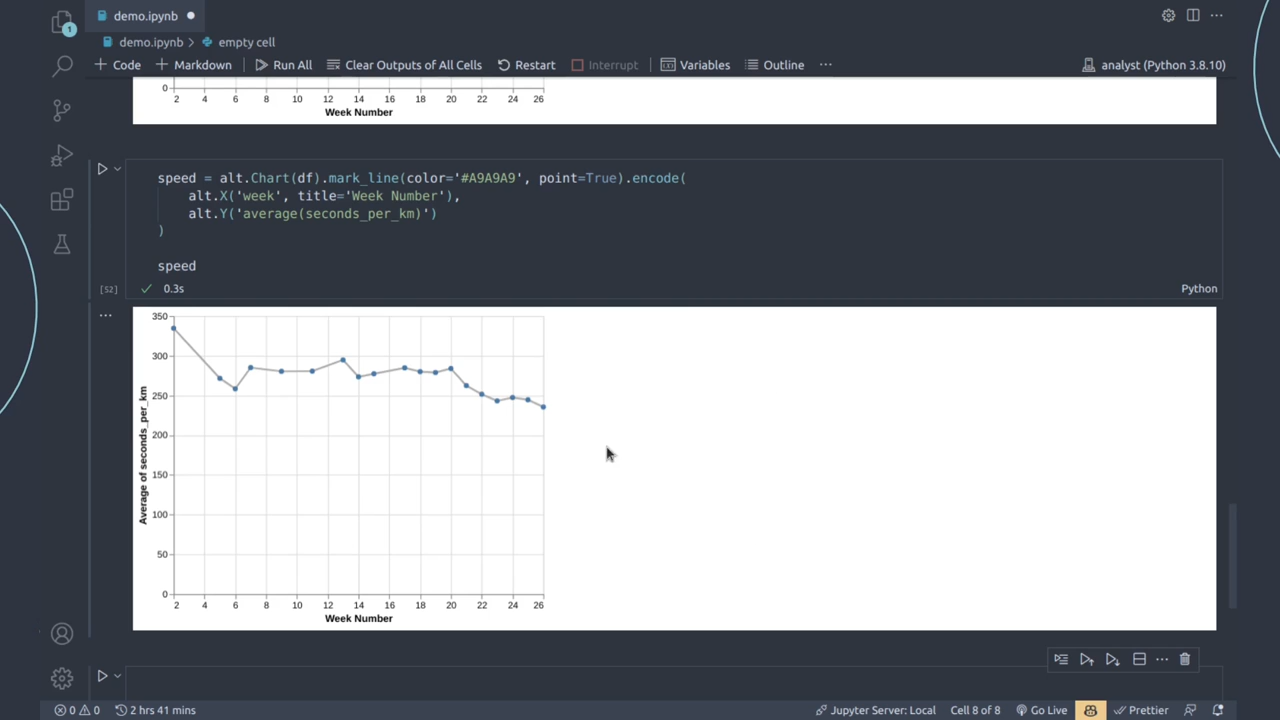 demo.ipynb
1
demo.ipynb > empty cell
+ Code + Markdown Run All Clear Outputs of All Cells Restart Interrupt Variables Outline ... analyst (Python 3.8.10)
0
2 4 6 8 10 12 14 16 18 20 22 24 26
Week Number
speed = alt.Chart(df).mark_line(color='#A9A9A9', point=True).encode(
alt.X('week', title='Week Number'),
alt.Y('average(seconds_per_km)')
)
speed
[52] 0.3s Python
350
300
250
200
150
100
50
0
Average of seconds_per_km
2 4 6 8 10 12 14 16 18 20 22 24 26
Week Number
0 0 2 hrs 41 mins Jupyter Server: Local Cell 8 of 8 Go Live Prettier